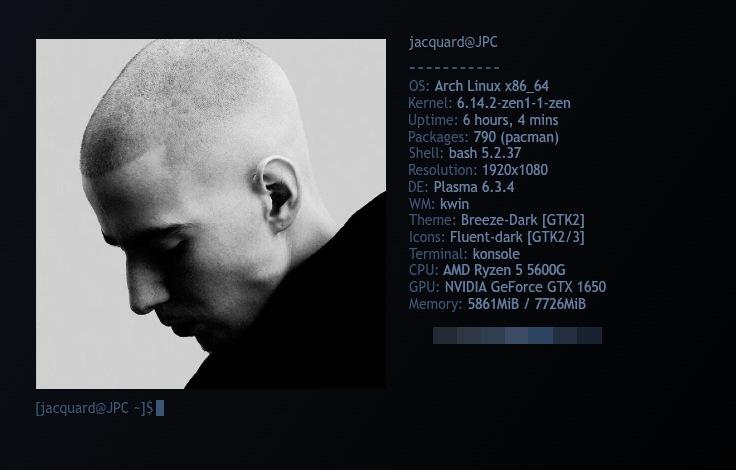 jacquard@JPC
-----------
OS: Arch Linux x86_64
Kernel: 6.14.2-zen1-1-zen
Uptime: 6 hours, 4 mins
Packages: 790 (pacman)
Shell: bash 5.2.37
Resolution: 1920x1080
DE: Plasma 6.3.4
WM: kwin
Theme: Breeze-Dark [GTK2]
Icons: Fluent-dark [GTK2/3]
Terminal: konsole
CPU: AMD Ryzen 5 5600G
GPU: NVIDIA GeForce GTX 1650
Memory: 5861MiB / 7726MiB
[jacquard@JPC ~]$